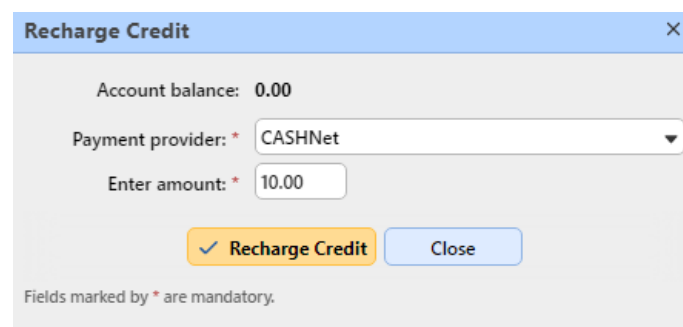 Recharge Credit ×
Account balance: 0.00
Payment provider: * CASHNet
Enter amount: * 10.00
Recharge Credit Close
Fields marked by * are mandatory.